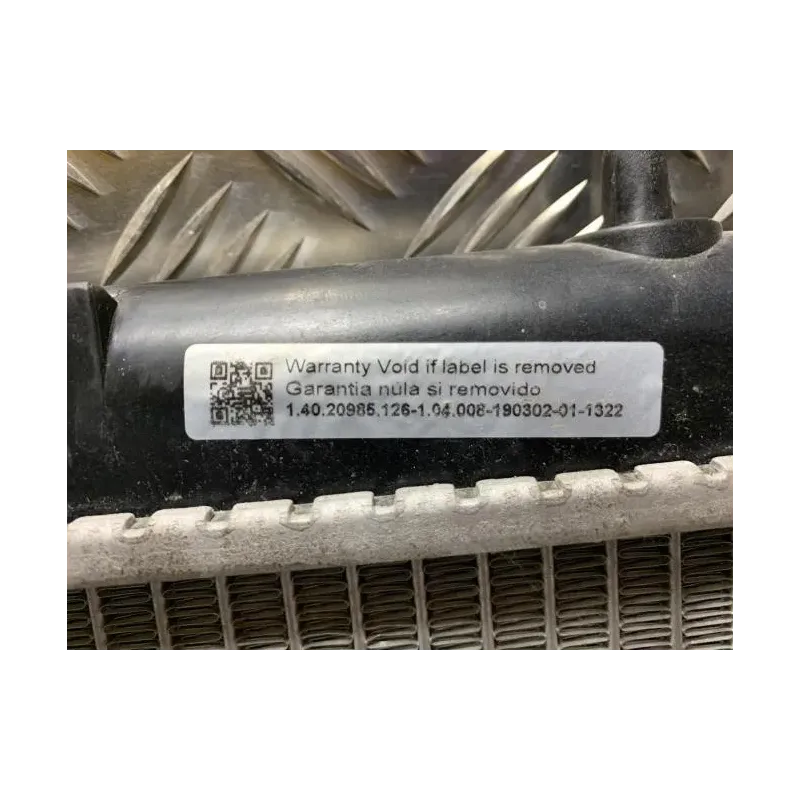 Warranty Void if label is removed
Garantia nula si removido
1.40.20985.126-1.04.008-190302-01-1322